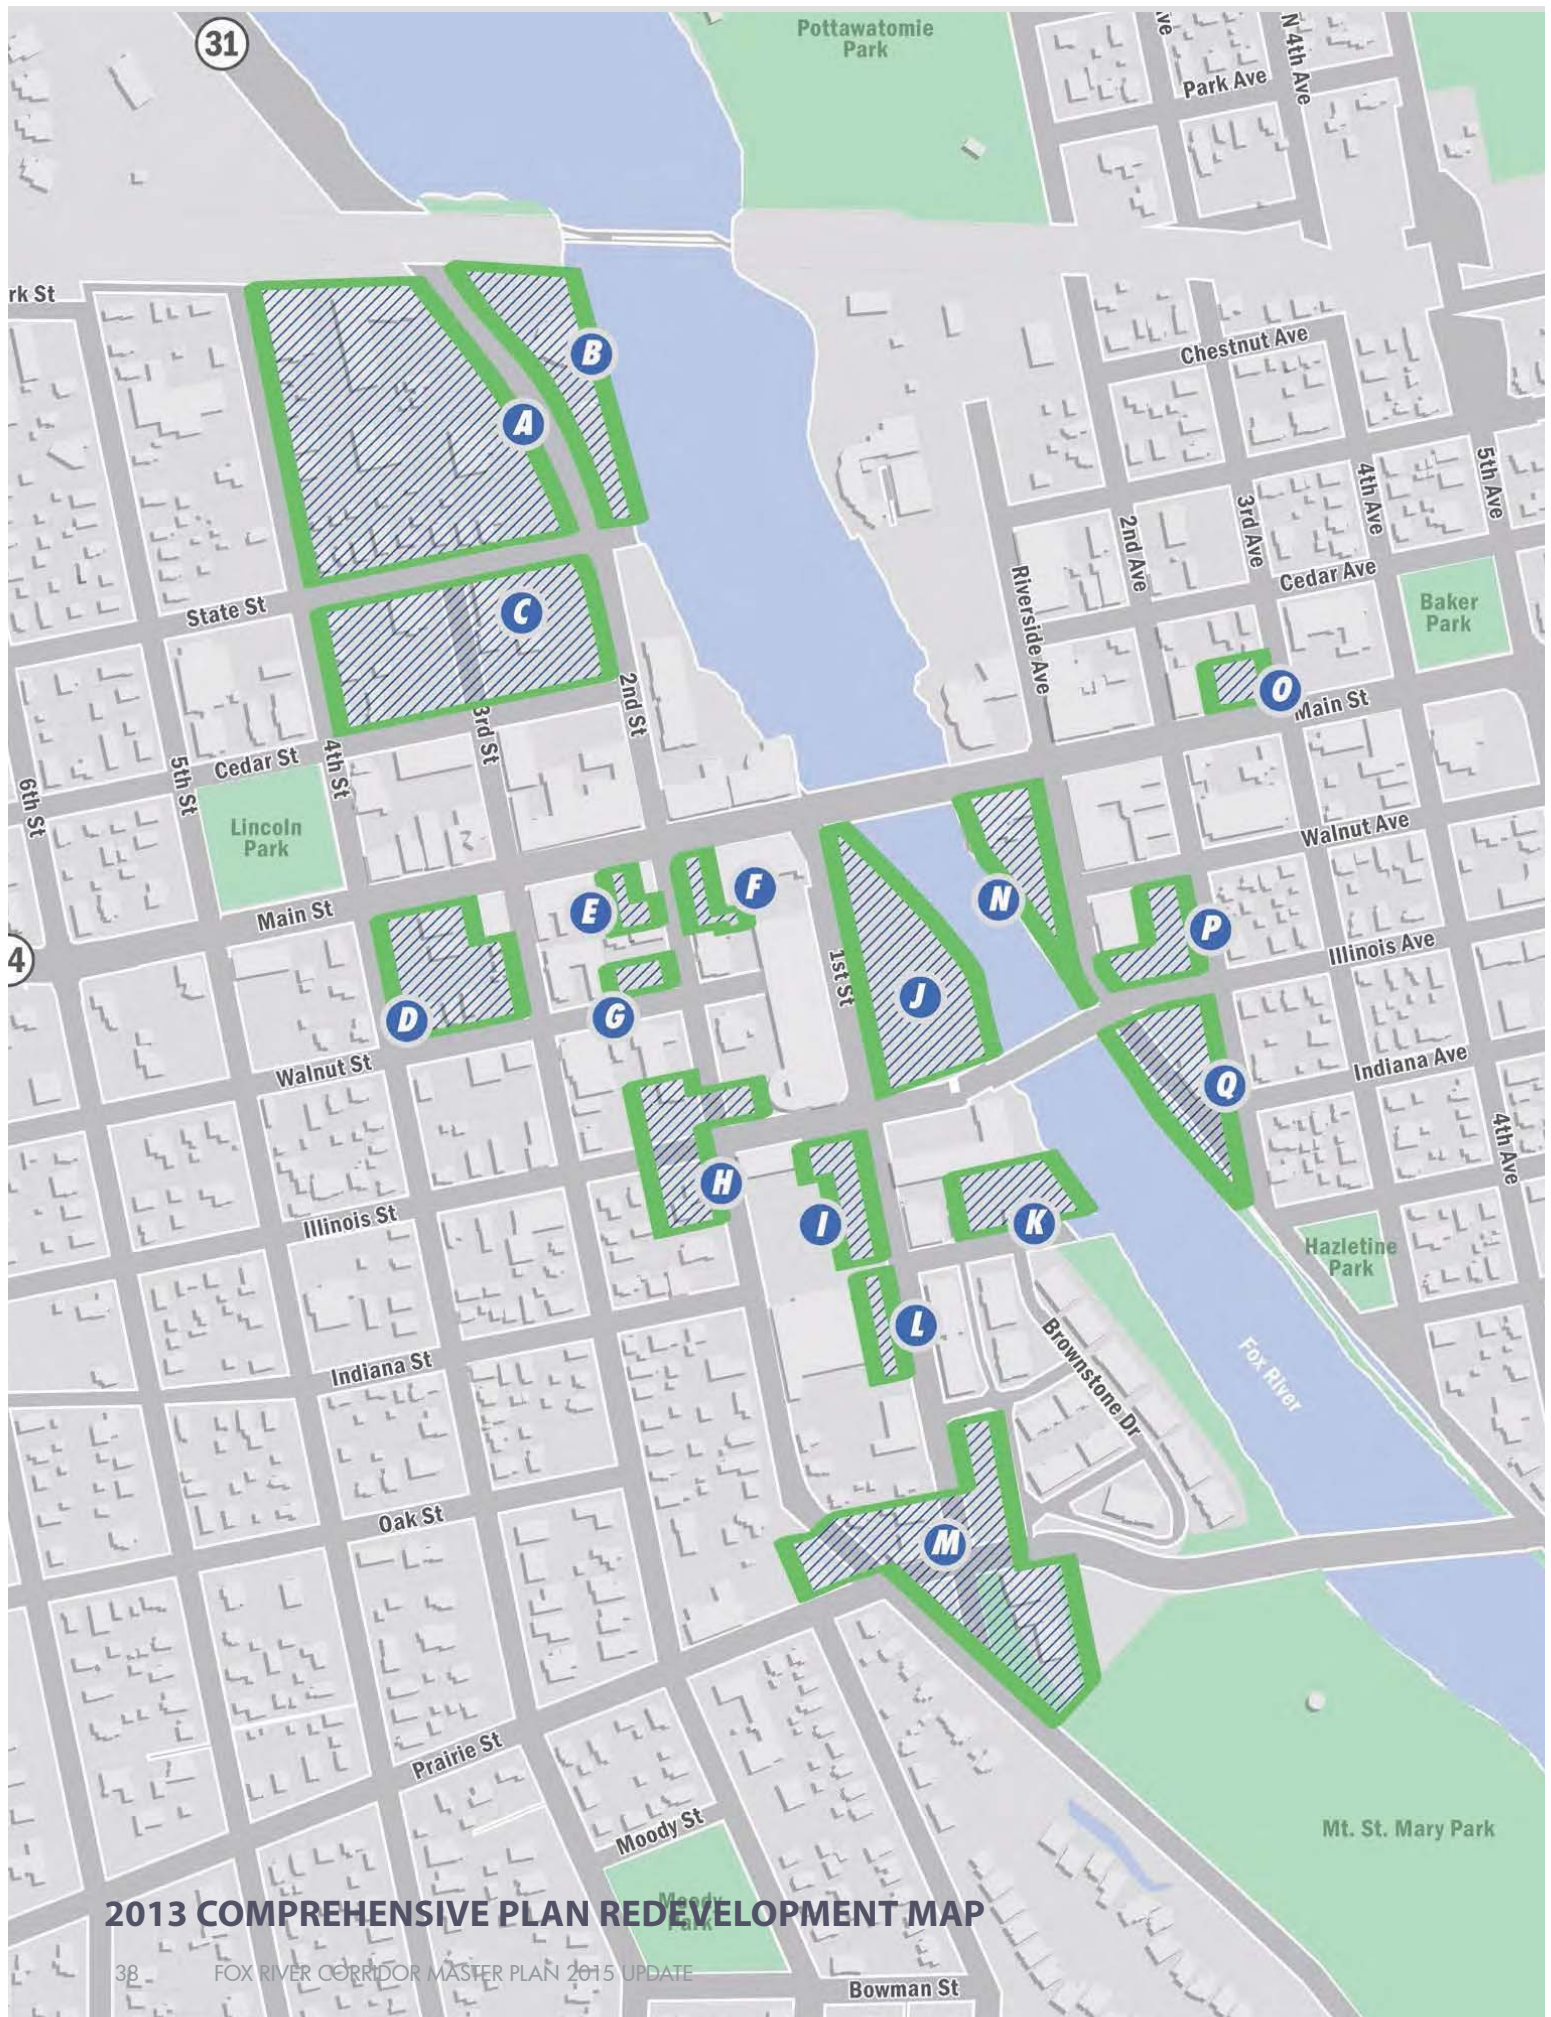 31
Pottawatomie
Park
Ave
N 4th Ave
Park Ave
rk St
B
Chestnut Ave
A
4th Ave
5th Ave
3rd Ave
2nd Ave
Cedar Ave
Riverside Ave
Baker
Park
State St
C
2nd St
O
Main St
3rd St
4th St
Cedar St
5th St
6th St
Lincoln
Park
Walnut Ave
Main St
E
F
N
P
Illinois Ave
4
1st St
J
D
G
Walnut St
Indiana Ave
Q
4th Ave
H
I
K
Illinois St
Hazletine
Park
L
Brownstone Dr
Fox River
Indiana St
Oak St
M
Prairie St
Moody St
Mt. St. Mary Park
Moody
Park
2013 COMPREHENSIVE PLAN REDEVELOPMENT MAP
38 FOX RIVER CORRIDOR MASTER PLAN 2015 UPDATE
Bowman St